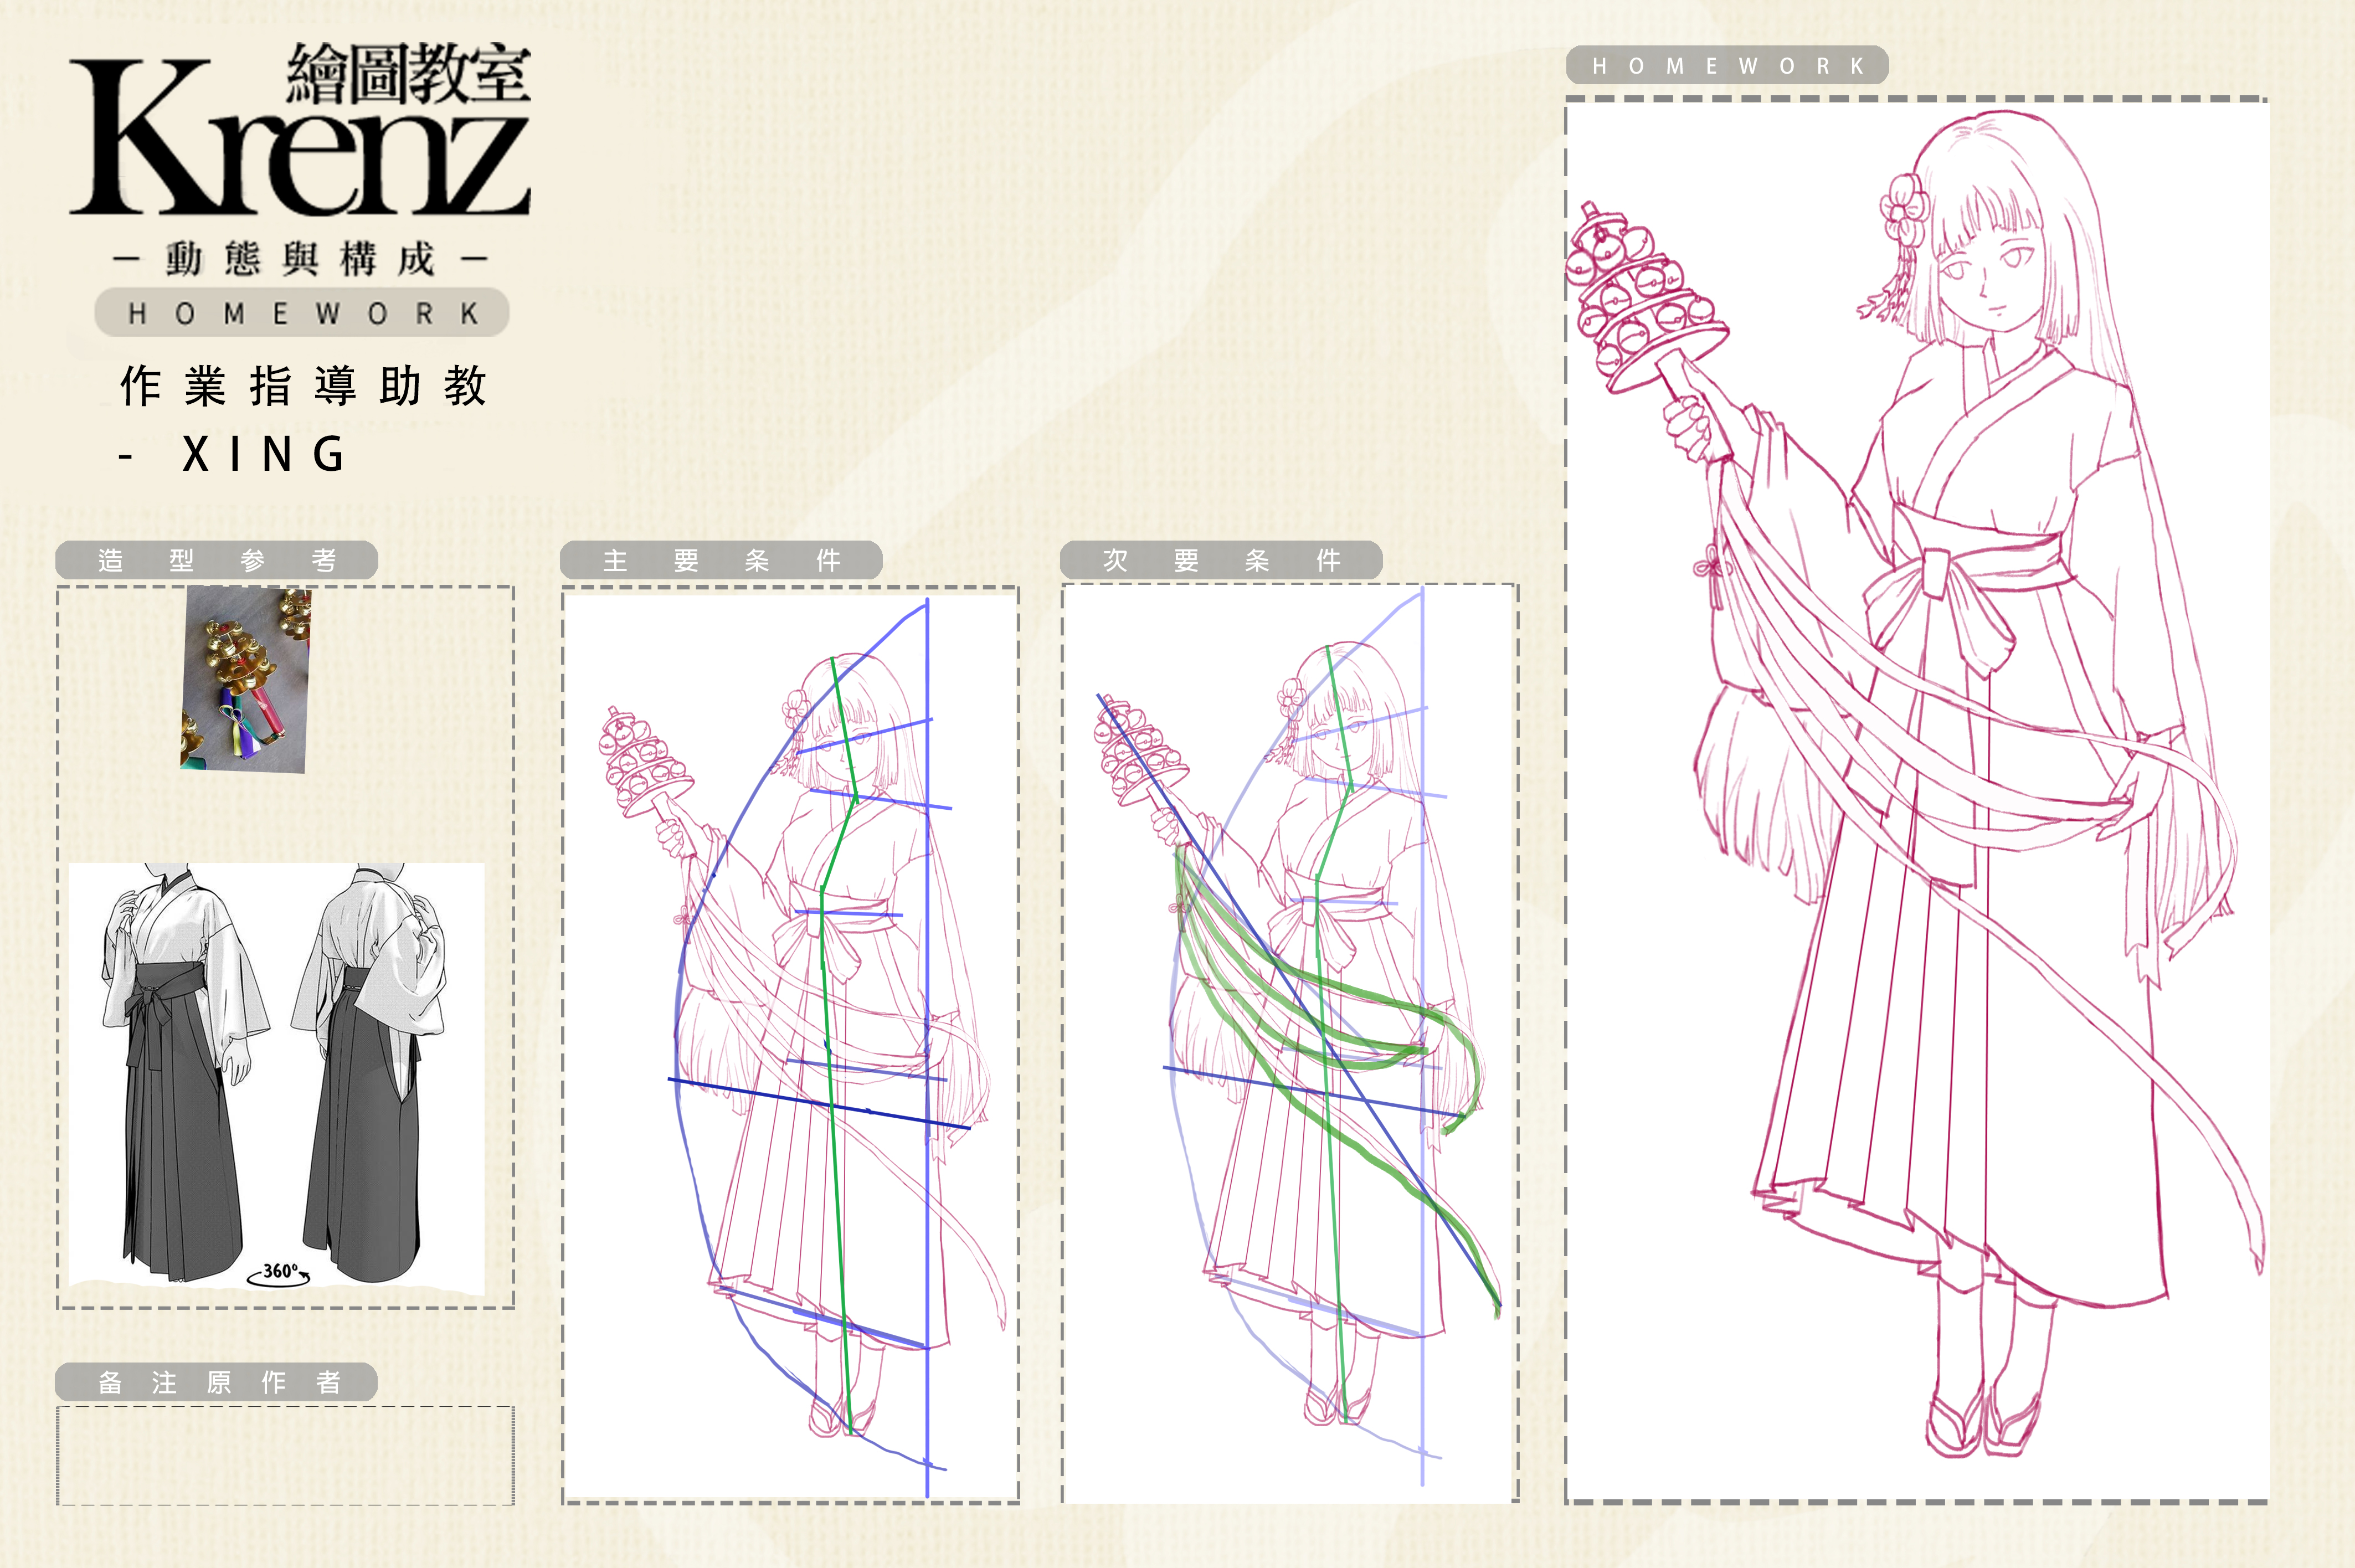 繪圖教室
Krenz
－動態與構成－
HOMEWORK
作業指導助教
- XING
HOMEWORK
造型参考
主要条件
次要条件
360°
备注原作者